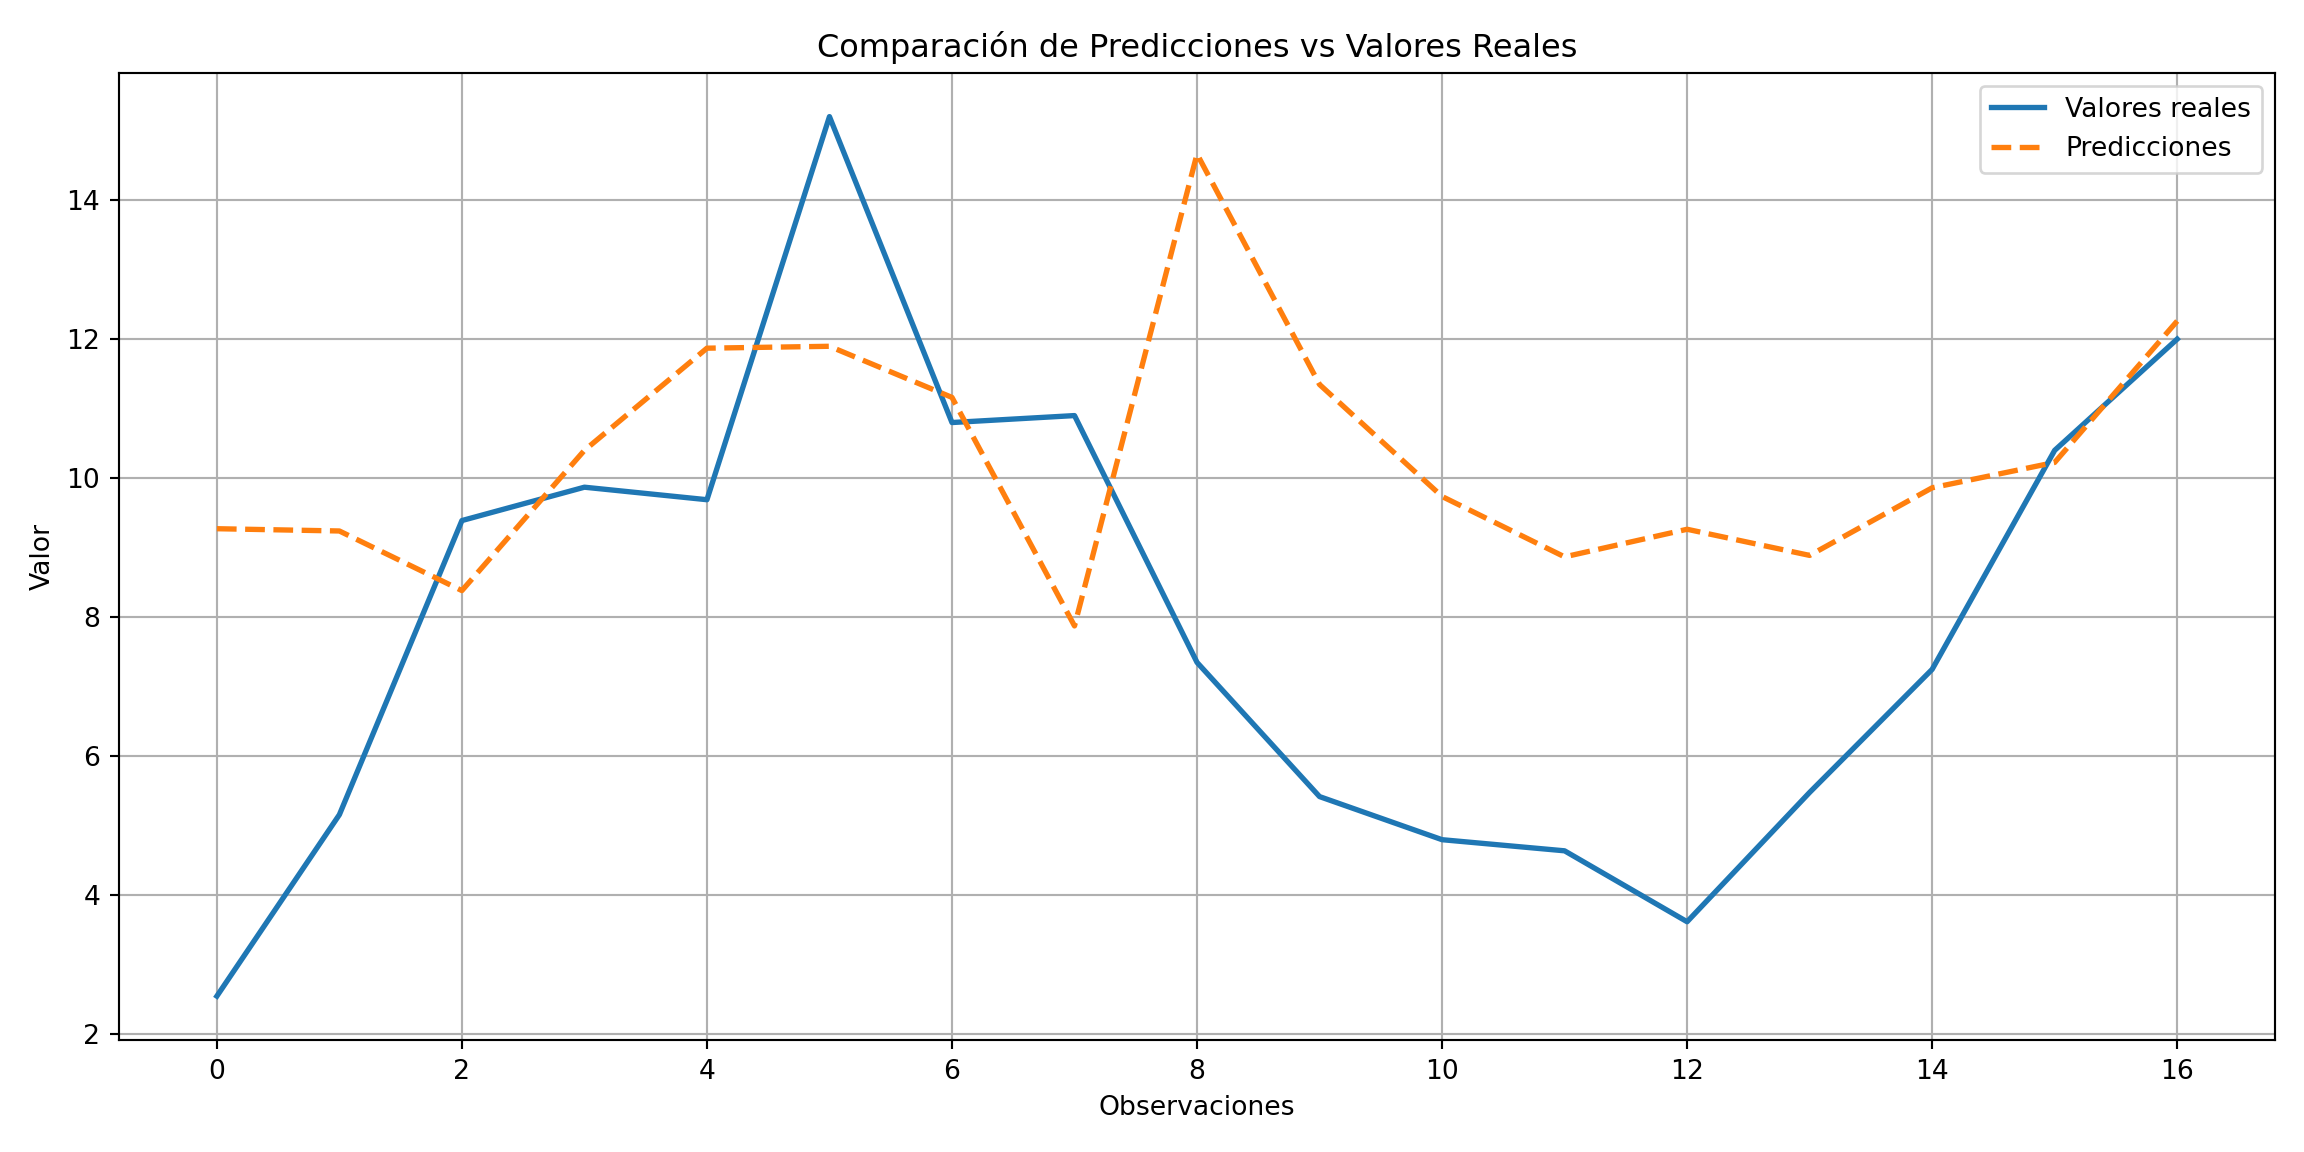 Comparación de Predicciones vs Valores Reales
Valores reales
Predicciones
Valor
14
12
10
8
6
4
2
0 2 4 6 8 10 12 14 16
Observaciones